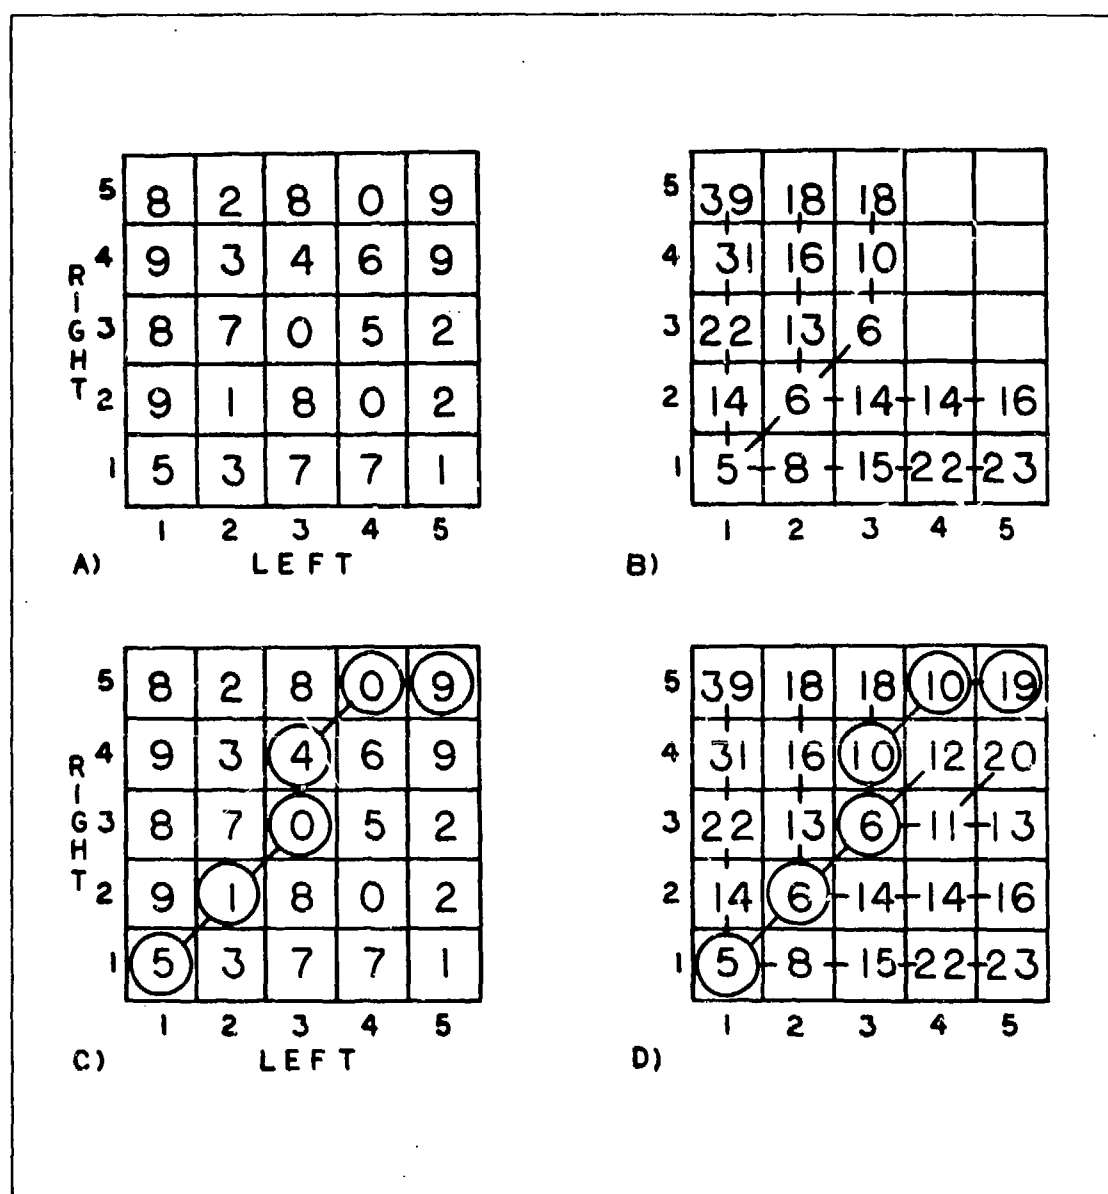 5 8 2 8 0 9
4 9 3 4 6 9
3 8 7 0 5 2
2 9 1 8 0 2
1 5 3 7 7 1
1 2 3 4 5
RIGHT
LEFT
A)
5 39 18 18
4 31 16 10
3 22 13 6
2 14 6 14 14 16
1 5 8 15 22 23
1 2 3 4 5
B)
5 8 2 8 0 9
4 9 3 4 6 9
3 8 7 0 5 2
2 9 1 8 0 2
1 5 3 7 7 1
1 2 3 4 5
RIGHT
LEFT
C)
5 39 18 18 10 19
4 31 16 10 12 20
3 22 13 6 11 13
2 14 6 14 14 16
1 5 8 15 22 23
1 2 3 4 5
D)